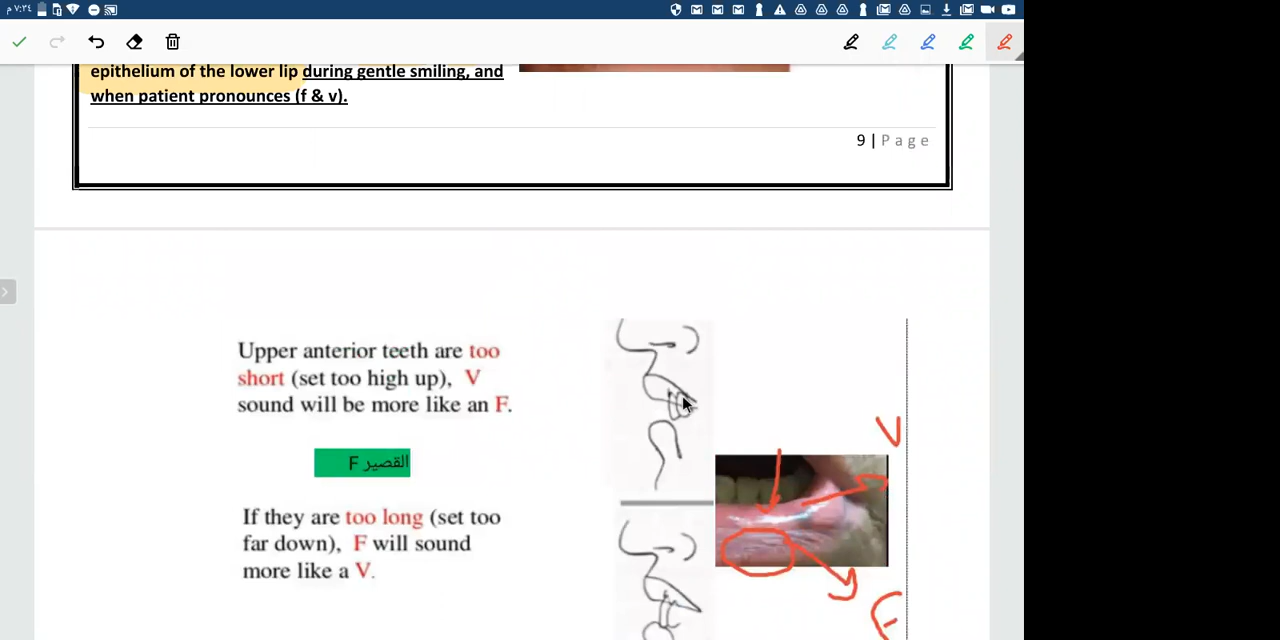 م ٧:٣٤
epithelium of the lower lip during gentle smiling, and
when patient pronounces (f & v).
9 | Page
Upper anterior teeth are too
short (set too high up), V
sound will be more like an F.
القصير F
If they are too long (set too
far down), F will sound
more like a V.
V
F